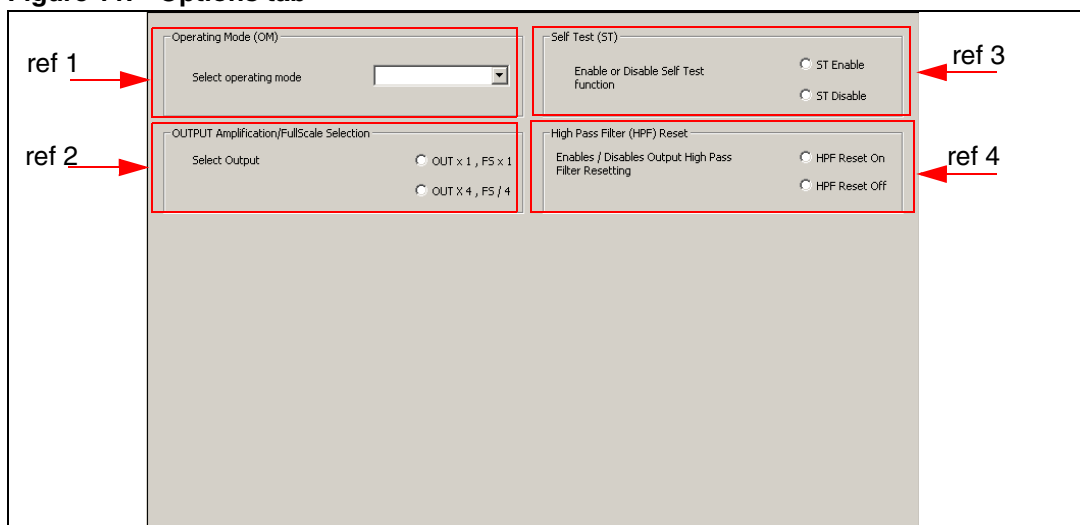 ref 1
Operating Mode (OM)
Select operating mode
Self Test (ST)
Enable or Disable Self Test
function
ST Enable
ST Disable
ref 3
ref 2
OUTPUT Amplification/FullScale Selection
Select Output
OUT x 1 , FS x 1
OUT X 4 , FS / 4
High Pass Filter (HPF) Reset
Enables / Disables Output High Pass
Filter Resetting
HPF Reset On
HPF Reset Off
ref 4